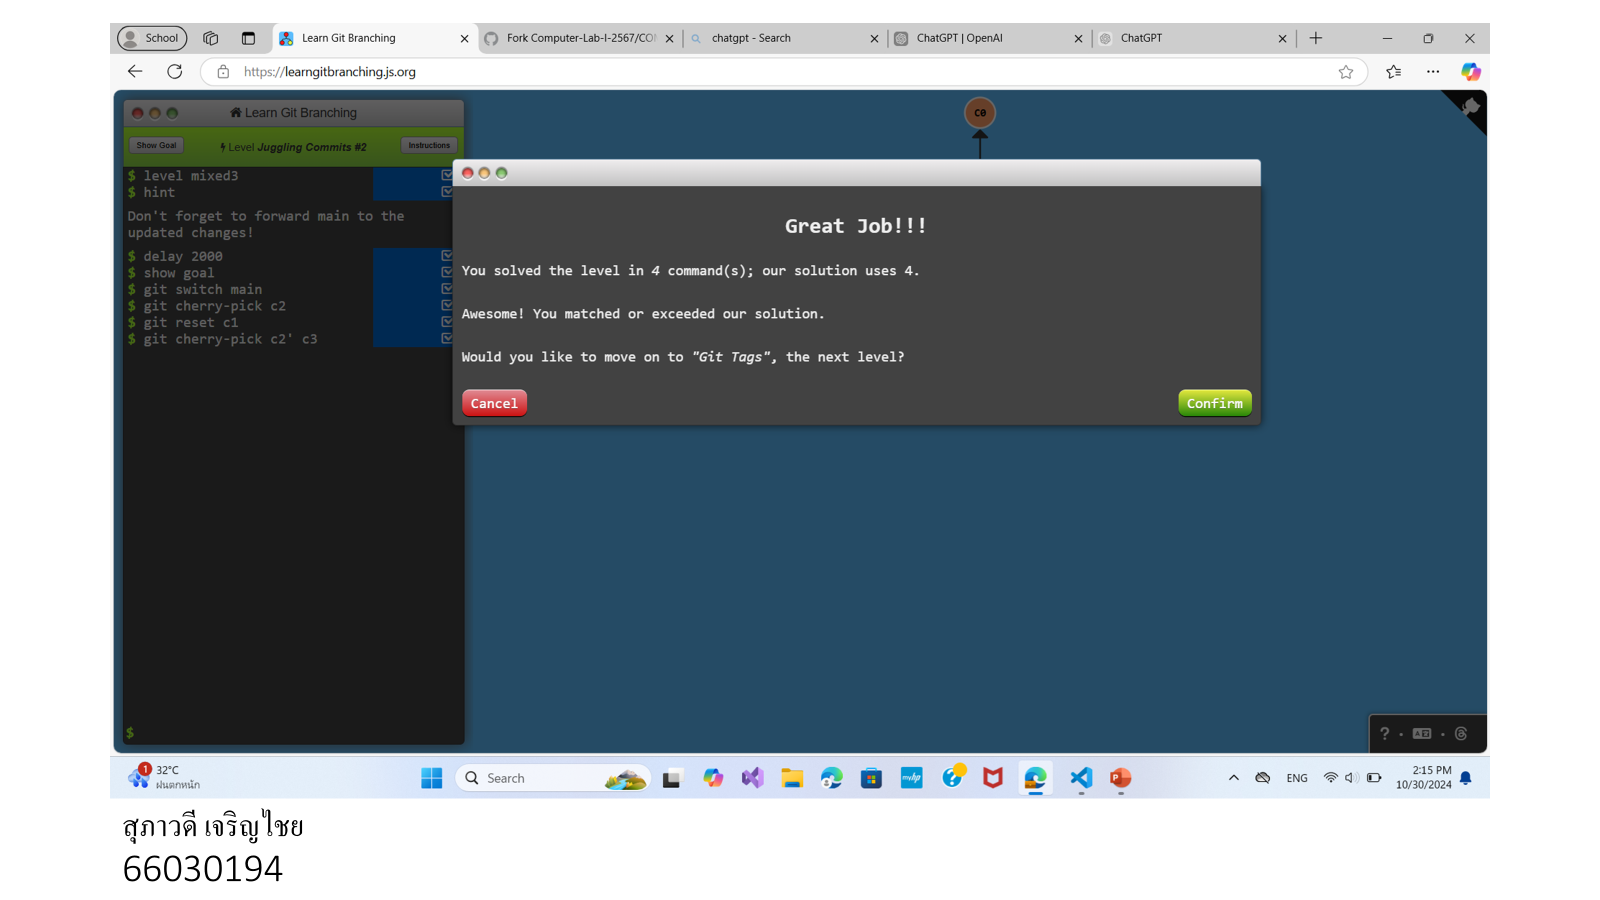 School
Learn Git Branching
Fork Computer-Lab-I-2567/CO
chatgpt - Search
ChatGPT | OpenAI
ChatGPT
https://learngitbranching.js.org
Learn Git Branching
Show Goal
Level Juggling Commits #2
Instructions
$ level mixed3
$ hint
Don't forget to forward main to the
updated changes!
$ delay 2000
$ show goal
$ git switch main
$ git cherry-pick c2
$ git reset c1
$ git cherry-pick c2' c3
$
C0
Great Job!!!
You solved the level in 4 command(s); our solution uses 4.
Awesome! You matched or exceeded our solution.
Would you like to move on to "Git Tags", the next level?
Cancel
Confirm
?
1
32°C
ฝนตกหนัก
Search
myhp
ENG
2:15 PM
10/30/2024
สุภาวดี เจริญไชย
66030194